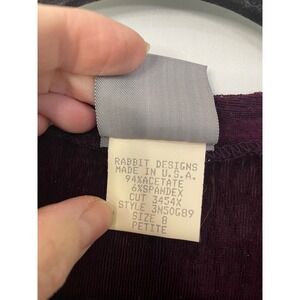 RABBIT DESIGNS
MADE IN U.S.A.
94%ACETATE
6%SPANDEX
CUT 3454X
STYLE 3N50G89
SIZE 8
PETITE